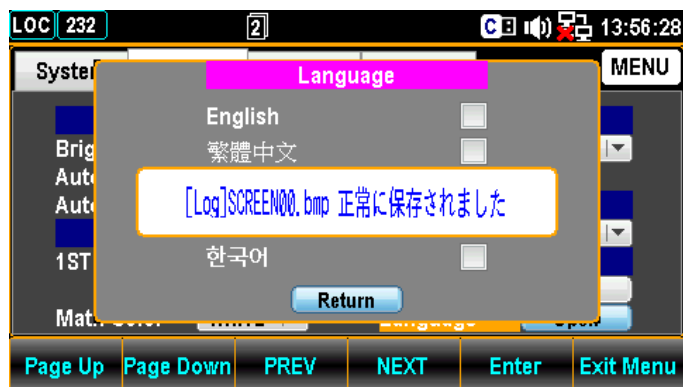 LOC 232 2 C 13:56:28
System MENU
Language
English
繁體中文
[Log]SCREEN00.bmp 正常に保存されました
한국어
1ST
Return
Page Up Page Down PREV NEXT Enter Exit Menu